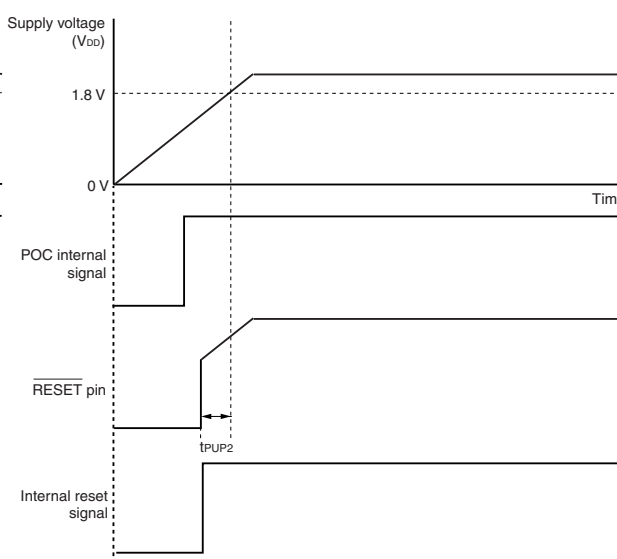 Supply voltage
(VDD)
1.8 V
0 V
Tim
POC internal
signal
RESET pin
tPUP2
Internal reset
signal